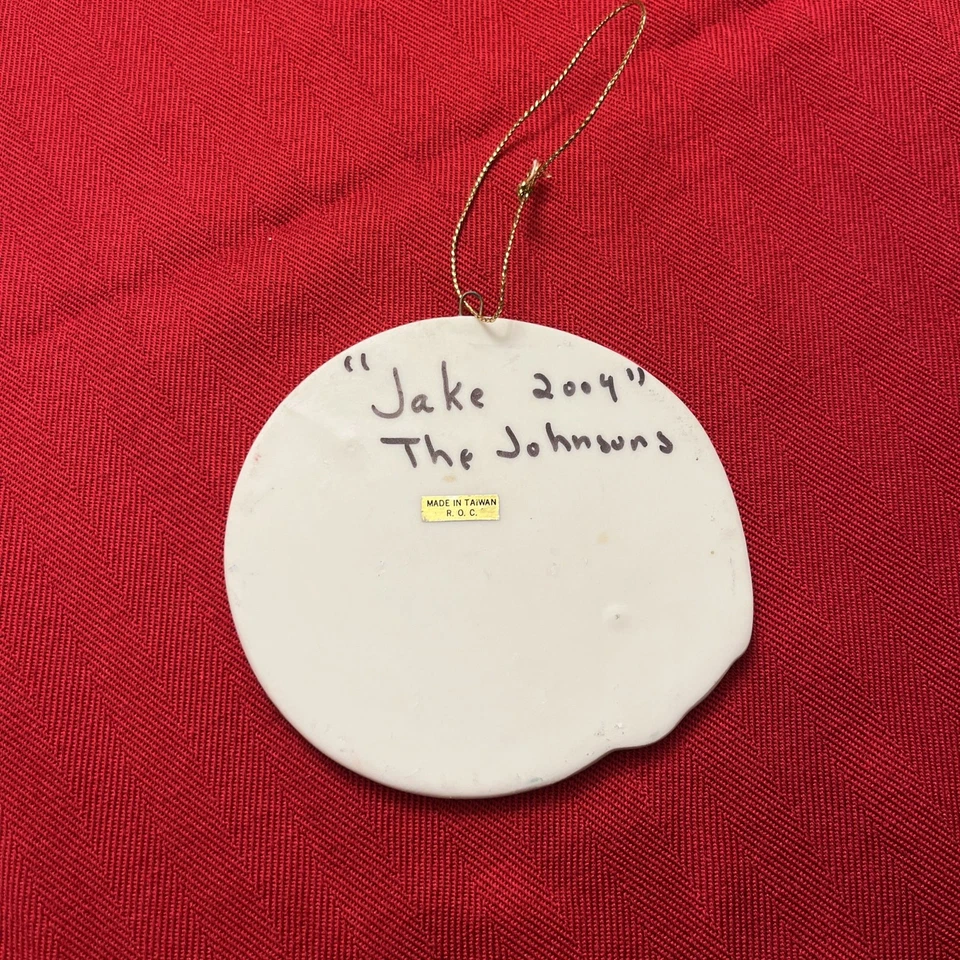 "Jake 2004"
The Johnsons
MADE IN TAIWAN
R. O. C.